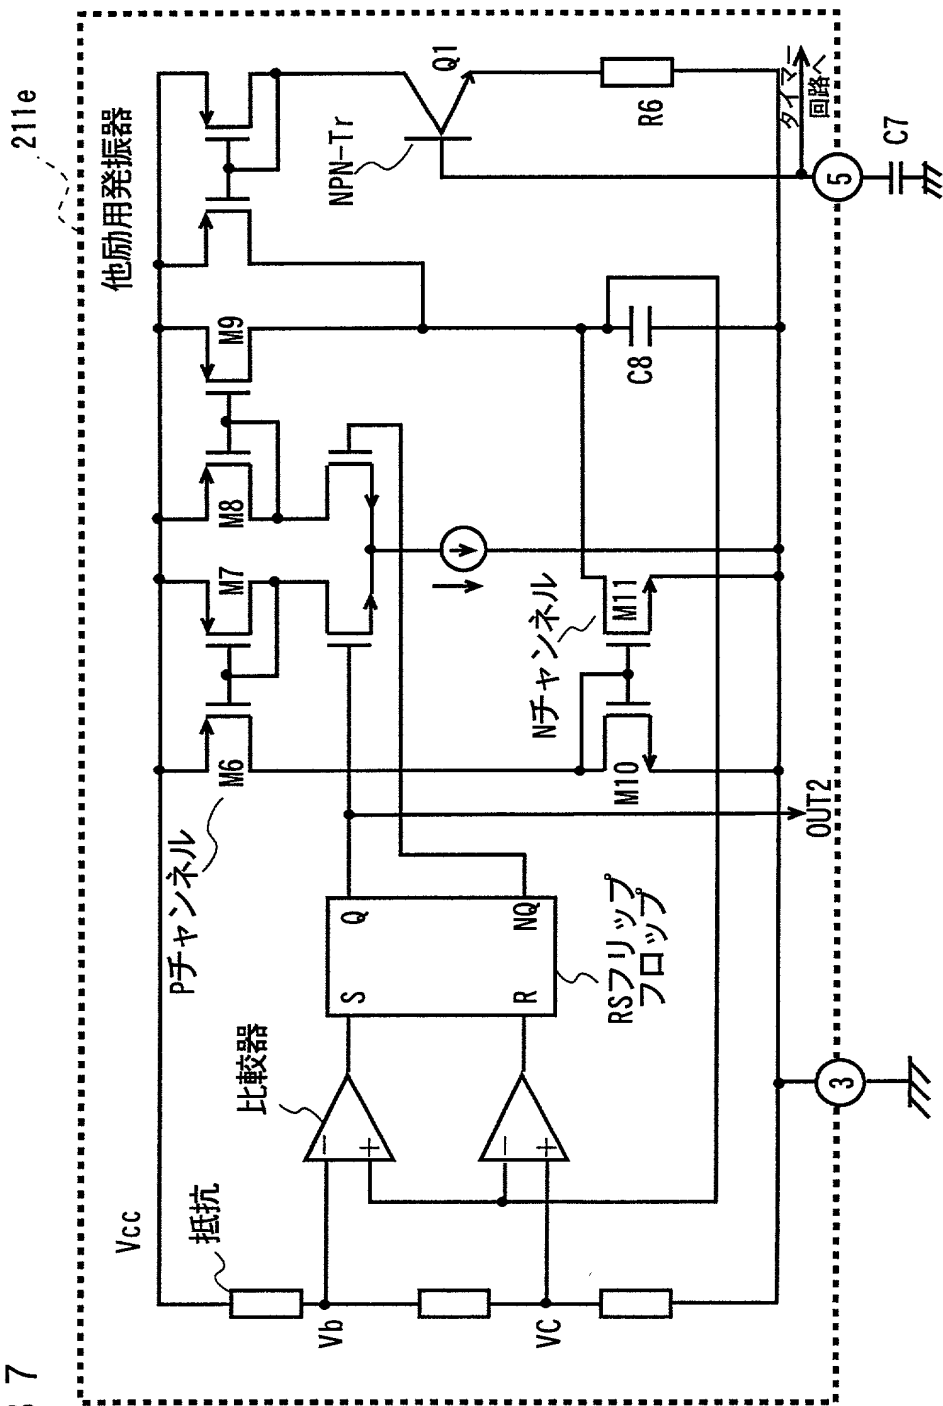 7
211e
他励用発振器
Vcc
Pチャンネル
M6
M7
M8
M9
NPN-Tr
Q1
R6
タイマー
回路へ
5
C7
C8
Nチャンネル
M10
M11
OUT2
抵抗
Vb
VC
比較器
−
+
−
+
S
Q
R
NQ
RSフリップ
フロップ
3